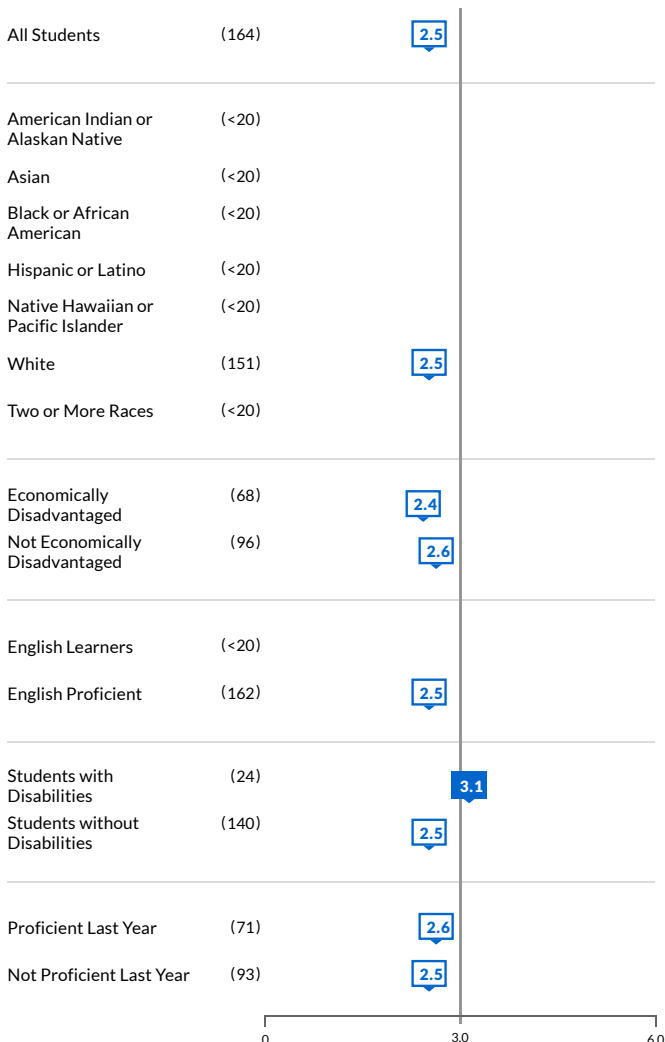 All Students (164) 2.5
American Indian or (<20)
Alaskan Native
Asian (<20)
Black or African (<20)
American
Hispanic or Latino (<20)
Native Hawaiian or (<20)
Pacific Islander
White (151) 2.5
Two or More Races (<20)
Economically (68) 2.4
Disadvantaged
Not Economically (96) 2.6
Disadvantaged
English Learners (<20)
English Proficient (162) 2.5
Students with (24) 3.1
Disabilities
Students without (140) 2.5
Disabilities
Proficient Last Year (71) 2.6
Not Proficient Last Year (93) 2.5
0 3.0 6.0